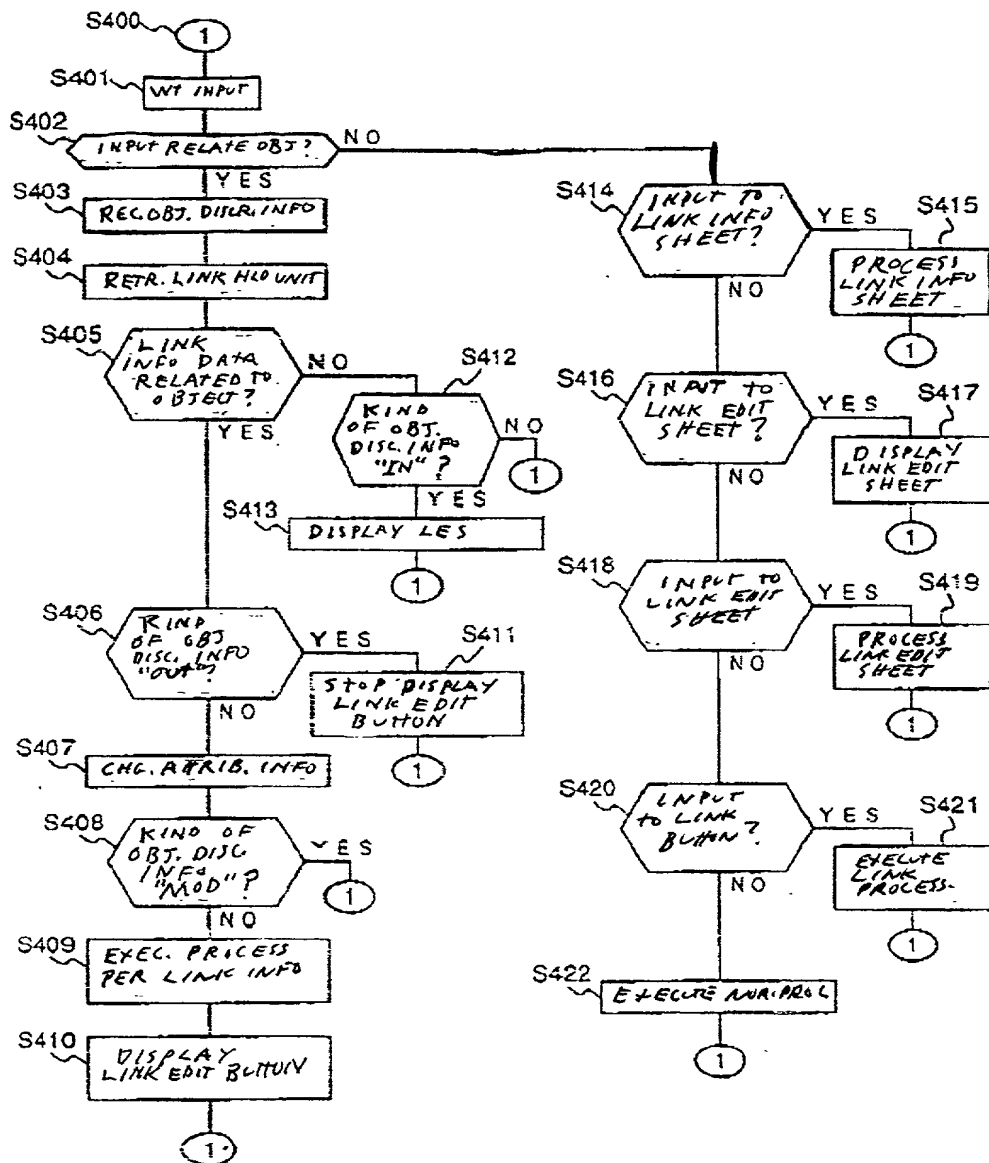 S400
1
S401
WT INPUT
S402
INPUT RELATE OBJ?
NO
YES
S403
REC.OBJ. DISCR.INFO
S404
RETR. LINK HLD UNIT
S405
LINK
INFO DATA
RELATED TO
OBJECT?
NO
YES
S412
KIND
OF OBJ.
DISC. INFO
"IN"?
NO
1
YES
S413
DISPLAY LES
1
S406
KIND
OF OBJ
DISC. INFO
"OUT"?
YES
NO
S411
STOP DISPLAY
LINK EDIT
BUTTON
1
S407
CHG. ATTRIB. INFO
S408
KIND OF
OBJ. DISC
INFO
"MOD"?
YES
1
NO
S409
EXEC. PROCESS
PER LINK INFO
S410
DISPLAY
LINK EDIT BUTTON
1
S414
INPUT TO
LINK INFO
SHEET?
YES
NO
S415
PROCESS
LINK INFO
SHEET
1
S416
INPUT TO
LINK EDIT
SHEET?
YES
NO
S417
DISPLAY
LINK EDIT
SHEET
1
S418
INPUT TO
LINK EDIT
SHEET
YES
NO
S419
PROCESS
LINK EDIT
SHEET
1
S420
INPUT
TO LINK
BUTTON?
YES
NO
S421
EXECUTE
LINK
PROCESS.
1
S422
EXECUTE NOR. PROC
1